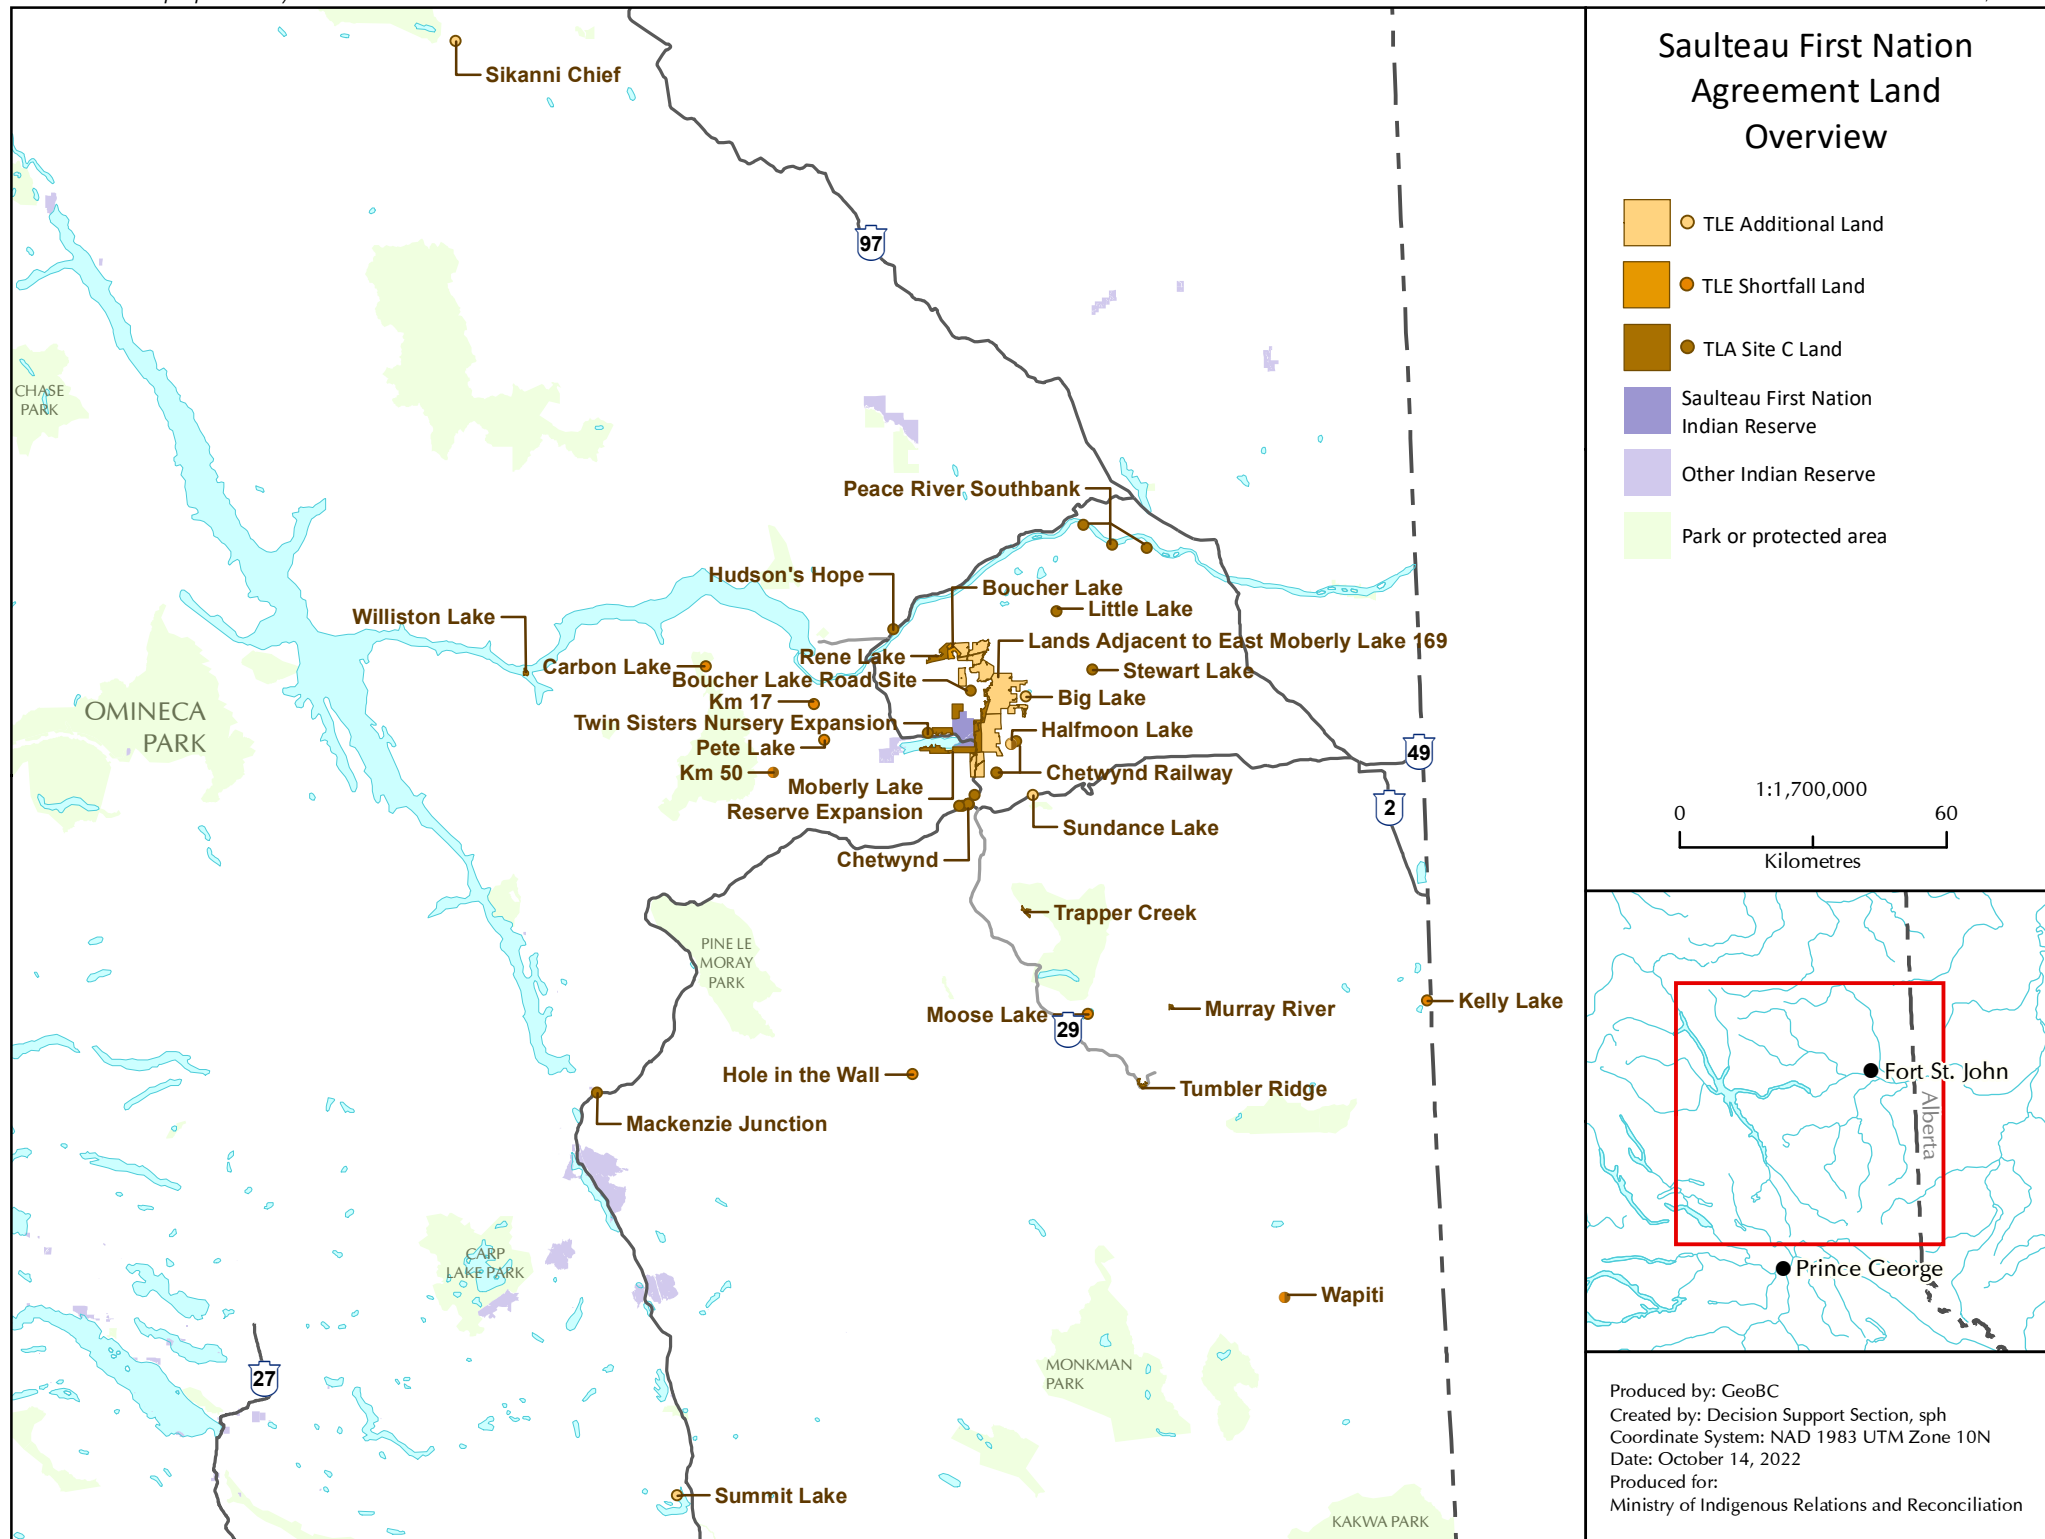 Sikanni Chief
97
CHASE
PARK
Peace River Southbank
Hudson's Hope
Boucher Lake
Little Lake
Williston Lake
Lands Adjacent to East Moberly Lake 169
Rene Lake
Carbon Lake
Stewart Lake
Boucher Lake Road Site
Km 17
Big Lake
OMINECA
PARK
Twin Sisters Nursery Expansion
Halfmoon Lake
Pete Lake
49
Km 50
Chetwynd Railway
Moberly Lake
Reserve Expansion
2
Sundance Lake
Chetwynd
Trapper Creek
PINE LE
MORAY
PARK
Kelly Lake
Moose Lake
Murray River
29
Hole in the Wall
Tumbler Ridge
Mackenzie Junction
CARP
LAKE PARK
Wapiti
MONKMAN
PARK
27
Summit Lake
KAKWA PARK
Saulteau First Nation
Agreement Land
Overview
TLE Additional Land
TLE Shortfall Land
TLA Site C Land
Saulteau First Nation
Indian Reserve
Other Indian Reserve
Park or protected area
1:1,700,000
0 60
Kilometres
Fort St. John
Alberta
Prince George
Produced by: GeoBC
Created by: Decision Support Section, sph
Coordinate System: NAD 1983 UTM Zone 10N
Date: October 14, 2022
Produced for:
Ministry of Indigenous Relations and Reconciliation